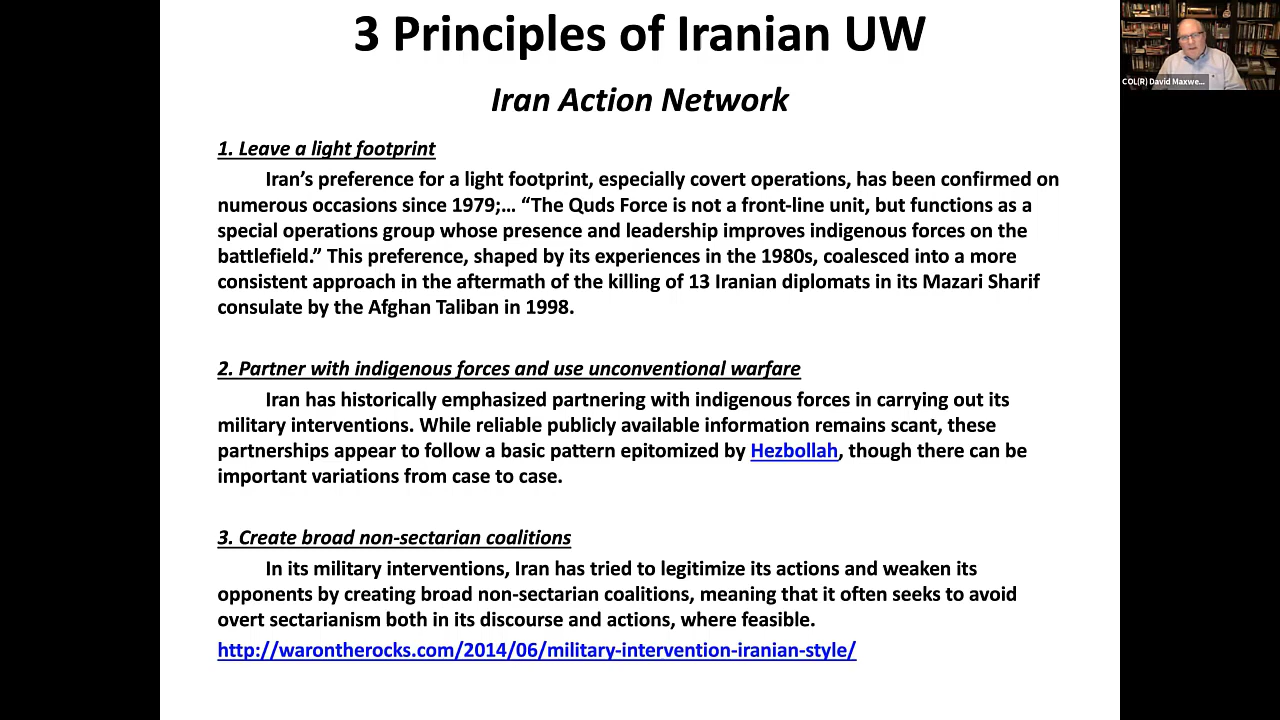 3 Principles of Iranian UW
COL(R) David Maxwe...
Iran Action Network
1. Leave a light footprint
Iran’s preference for a light footprint, especially covert operations, has been confirmed on
numerous occasions since 1979;... “The Quds Force is not a front-line unit, but functions as a
special operations group whose presence and leadership improves indigenous forces on the
battlefield.” This preference, shaped by its experiences in the 1980s, coalesced into a more
consistent approach in the aftermath of the killing of 13 Iranian diplomats in its Mazari Sharif
consulate by the Afghan Taliban in 1998.
2. Partner with indigenous forces and use unconventional warfare
Iran has historically emphasized partnering with indigenous forces in carrying out its
military interventions. While reliable publicly available information remains scant, these
partnerships appear to follow a basic pattern epitomized by Hezbollah, though there can be
important variations from case to case.
3. Create broad non-sectarian coalitions
In its military interventions, Iran has tried to legitimize its actions and weaken its
opponents by creating broad non-sectarian coalitions, meaning that it often seeks to avoid
overt sectarianism both in its discourse and actions, where feasible.
http://warontherocks.com/2014/06/military-intervention-iranian-style/